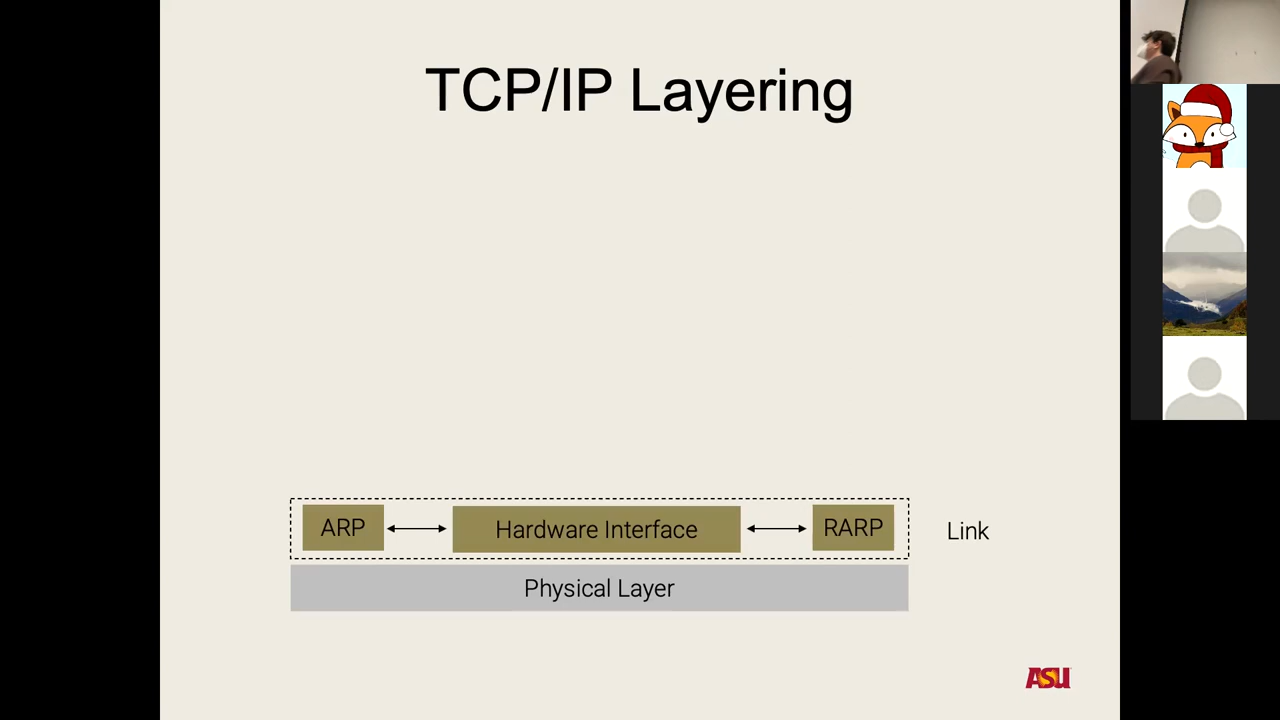 TCP/IP Layering
ARP
Hardware Interface
RARP
Link
Physical Layer
ASU